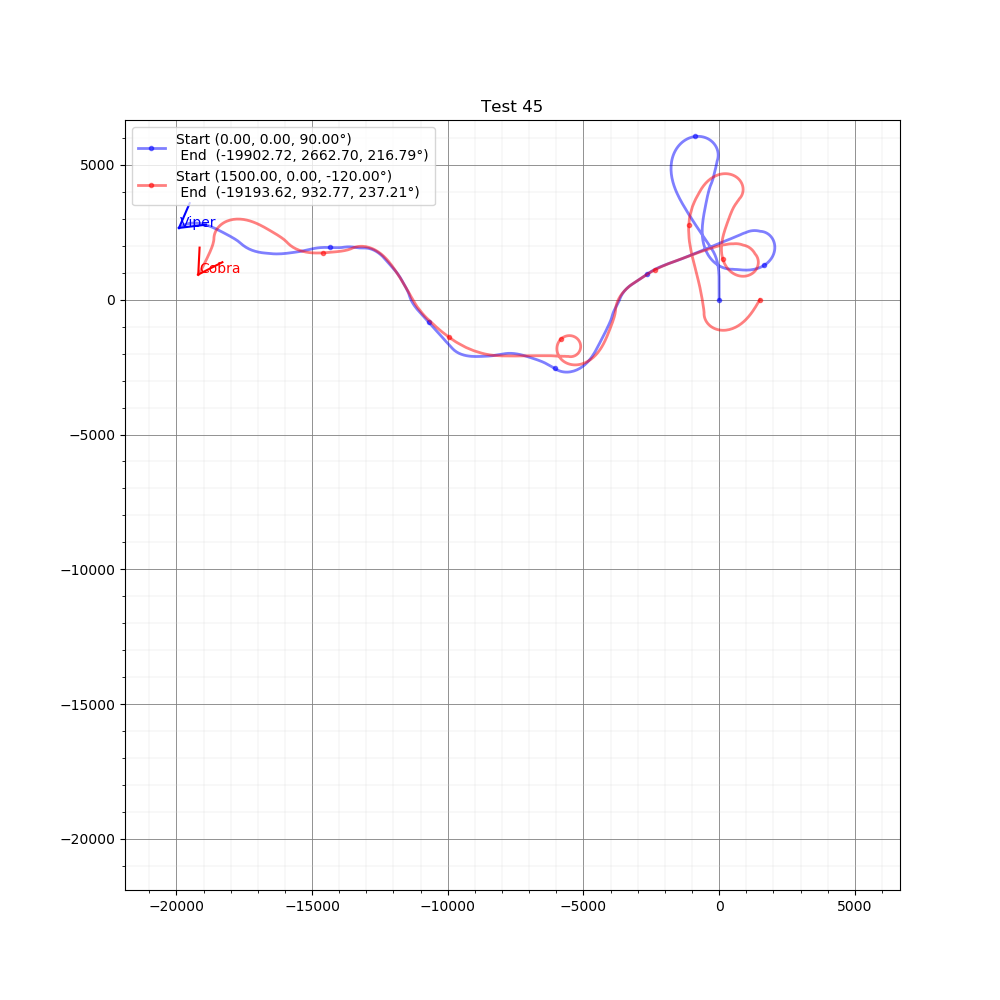 Test 45
Start (0.00, 0.00, 90.00°)
End  (-19902.72, 2662.70, 216.79°)
Start (1500.00, 0.00, -120.00°)
End  (-19193.62, 932.77, 237.21°)
Viper
Cobra
5000
0
−5000
−10000
−15000
−20000
−20000 −15000 −10000 −5000 0 5000